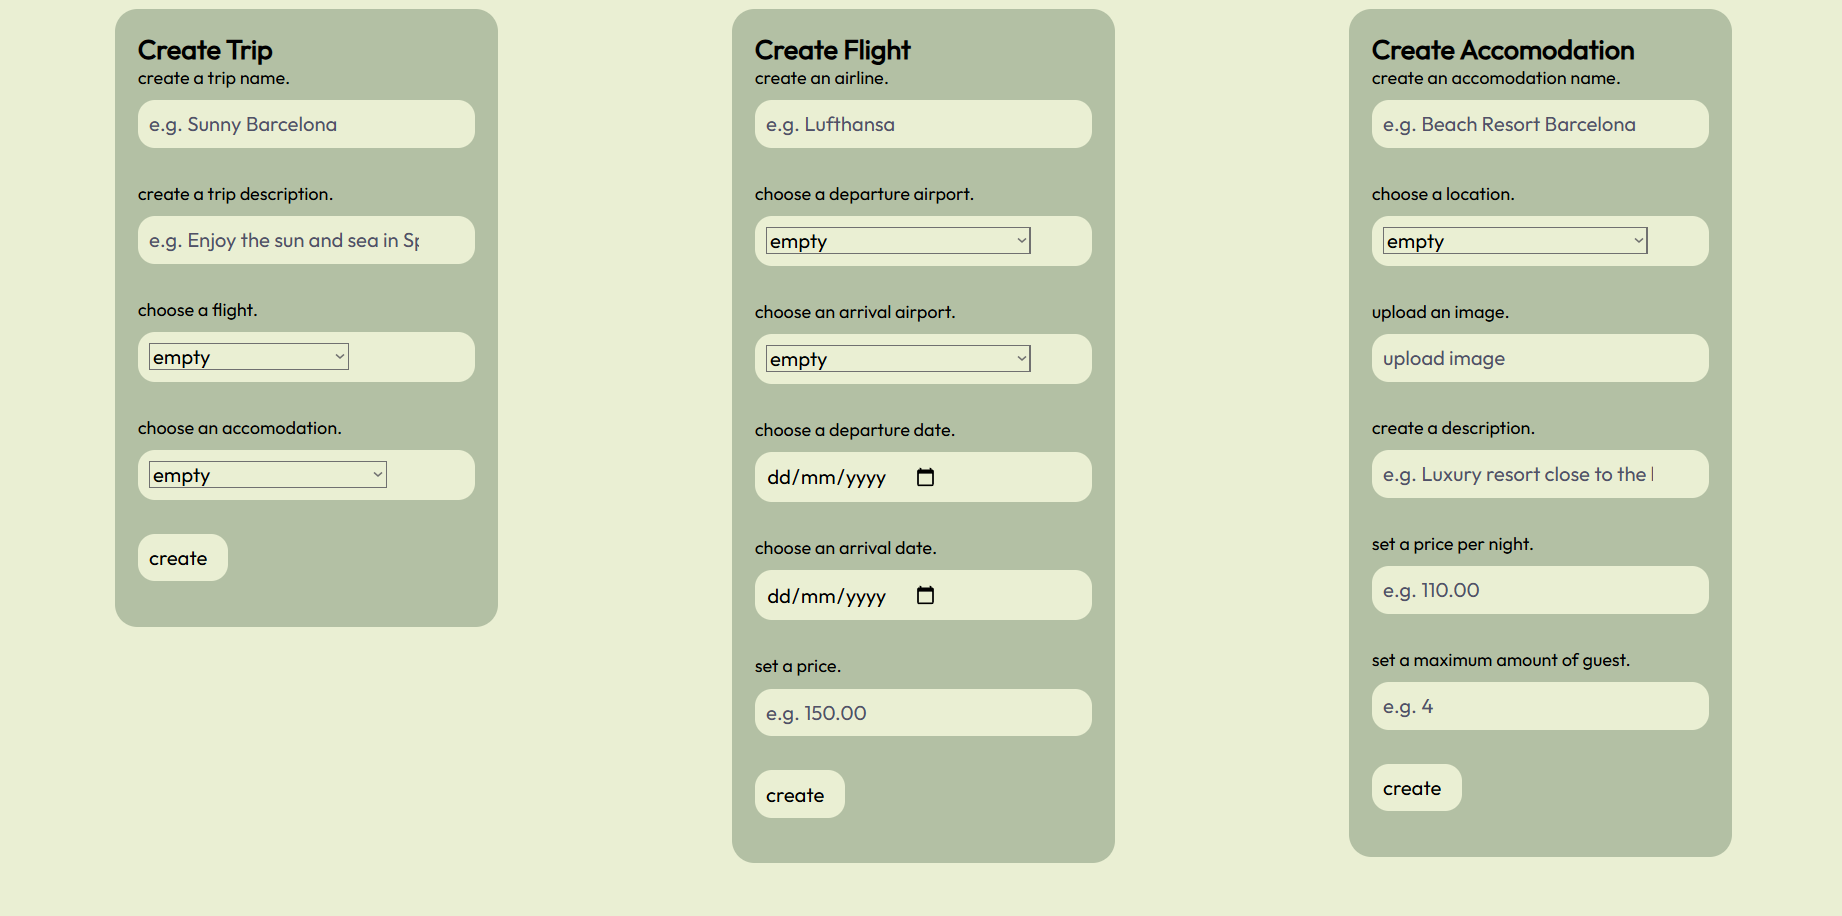 Create Trip
create a trip name.
e.g. Sunny Barcelona
create a trip description.
e.g. Enjoy the sun and sea in Sp
choose a flight.
empty
choose an accomodation.
empty
create
Create Flight
create an airline.
e.g. Lufthansa
choose a departure airport.
empty
choose an arrival airport.
empty
choose a departure date.
dd/mm/yyyy
choose an arrival date.
dd/mm/yyyy
set a price.
e.g. 150.00
create
Create Accomodation
create an accomodation name.
e.g. Beach Resort Barcelona
choose a location.
empty
upload an image.
upload image
create a description.
e.g. Luxury resort close to the
set a price per night.
e.g. 110.00
set a maximum amount of guest.
e.g. 4
create